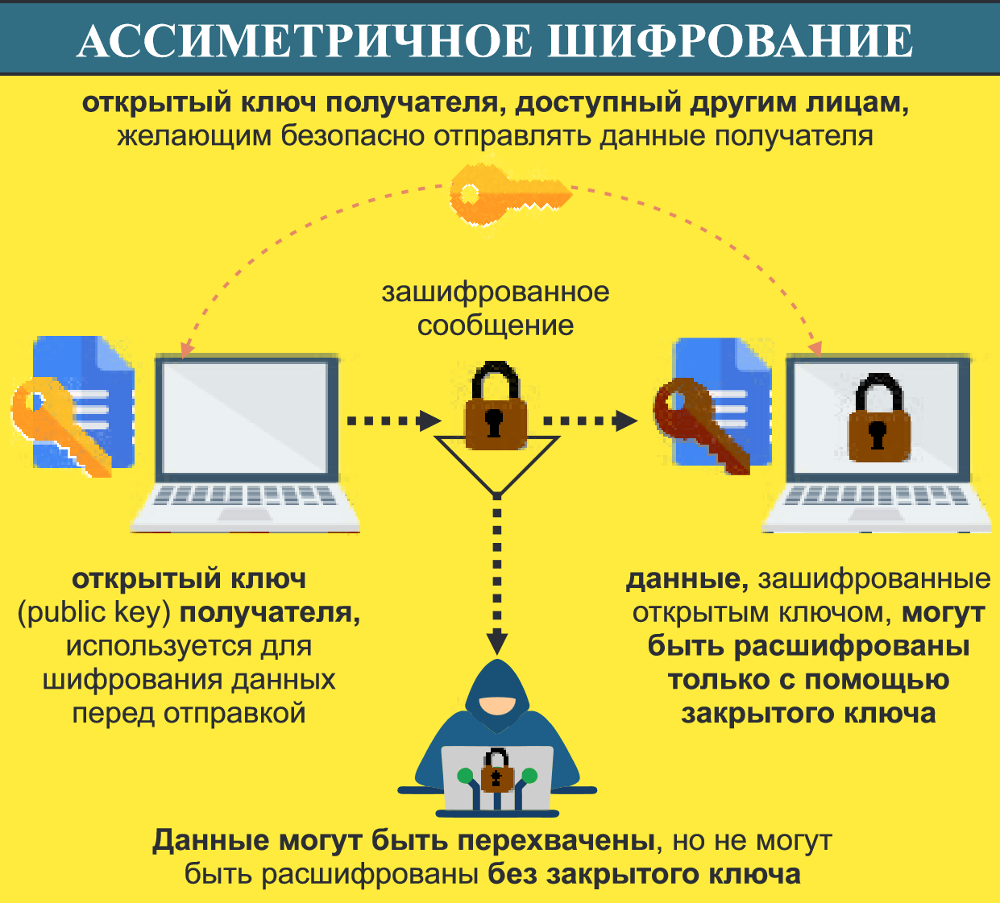 АССИМЕТРИЧНОЕ ШИФРОВАНИЕ
открытый ключ получателя, доступный другим лицам,
желающим безопасно отправлять данные получателя
зашифрованное
сообщение
открытый ключ
(public key) получателя,
используется для
шифрования данных
перед отправкой
данные, зашифрованные
открытым ключом, могут
быть расшифрованы
только с помощью
закрытого ключа
Данные могут быть перехвачены, но не могут
быть расшифрованы без закрытого ключа